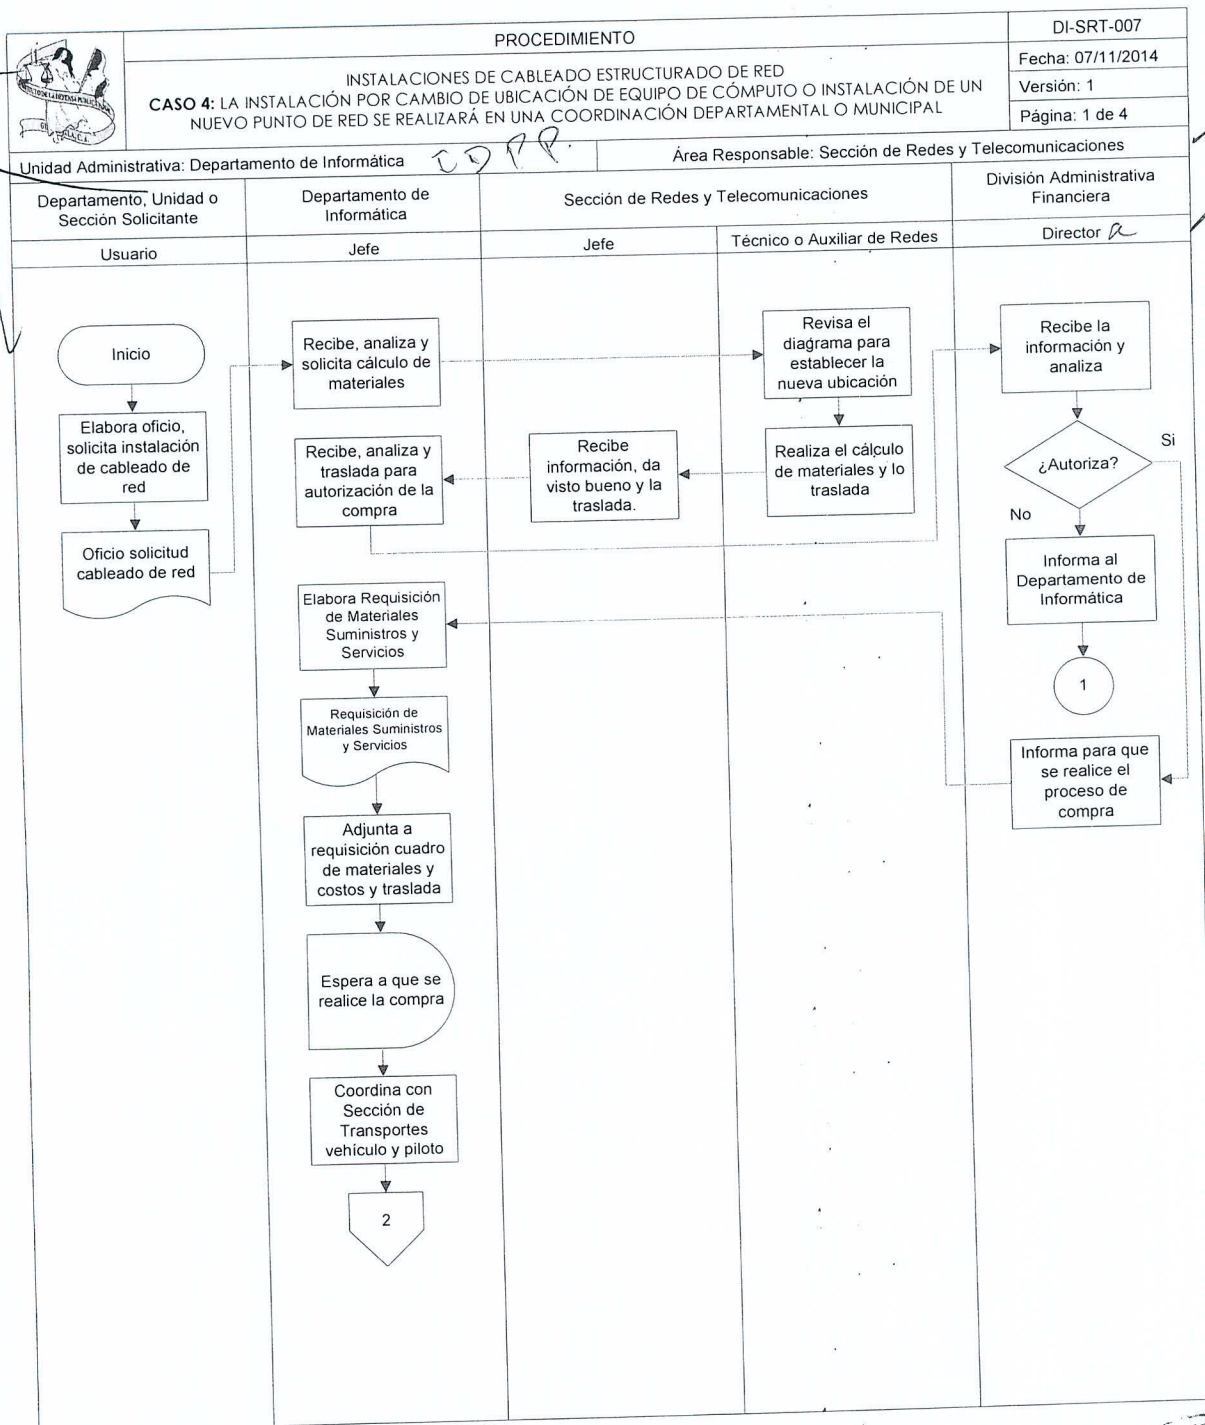 PROCEDIMIENTO
DI-SRT-007
INSTALACIONES DE CABLEADO ESTRUCTURADO DE RED
CASO 4: LA INSTALACIÓN POR CAMBIO DE UBICACIÓN DE EQUIPO DE CÓMPUTO O INSTALACIÓN DE UN
NUEVO PUNTO DE RED SE REALIZARÁ EN UNA COORDINACIÓN DEPARTAMENTAL O MUNICIPAL
Fecha: 07/11/2014
Versión: 1
Página: 1 de 4
Unidad Administrativa: Departamento de Informática
Área Responsable: Sección de Redes y Telecomunicaciones
Departamento, Unidad o
Sección Solicitante
Departamento de
Informática
Sección de Redes y Telecomunicaciones
División Administrativa
Financiera
Usuario
Jefe
Jefe
Técnico o Auxiliar de Redes
Director
Inicio
Elabora oficio,
solicita instalación
de cableado de
red
Oficio solicitud
cableado de red
Recibe, analiza y
solicita cálculo de
materiales
Revisa el
diagrama para
establecer la
nueva ubicación
Realiza el cálculo
de materiales y lo
traslada
Recibe
información, da
visto bueno y la
traslada.
Recibe, analiza y
traslada para
autorización de la
compra
Recibe la
información y
analiza
¿Autoriza?
Si
No
Informa al
Departamento de
Informática
1
Informa para que
se realice el
proceso de
compra
Elabora Requisición
de Materiales
Suministros y
Servicios
Requisición de
Materiales Suministros
y Servicios
Adjunta a
requisición cuadro
de materiales y
costos y traslada
Espera a que se
realice la compra
Coordina con
Sección de
Transportes
vehículo y piloto
2